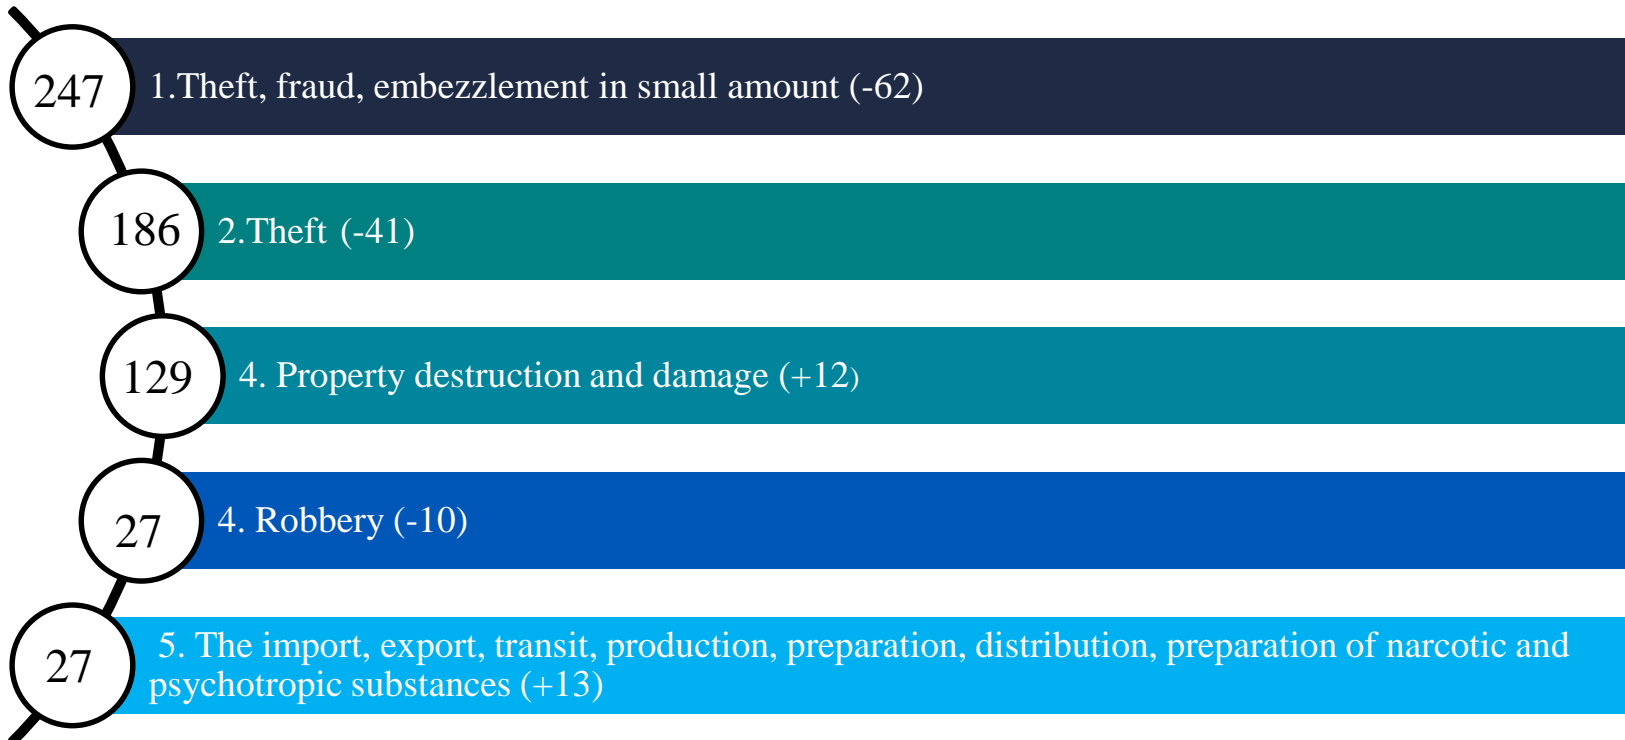 247
1.Theft, fraud, embezzlement in small amount (-62)
186
2.Theft (-41)
129
4. Property destruction and damage (+12)
27
4. Robbery (-10)
27
5. The import, export, transit, production, preparation, distribution, preparation of narcotic and
psychotropic substances (+13)